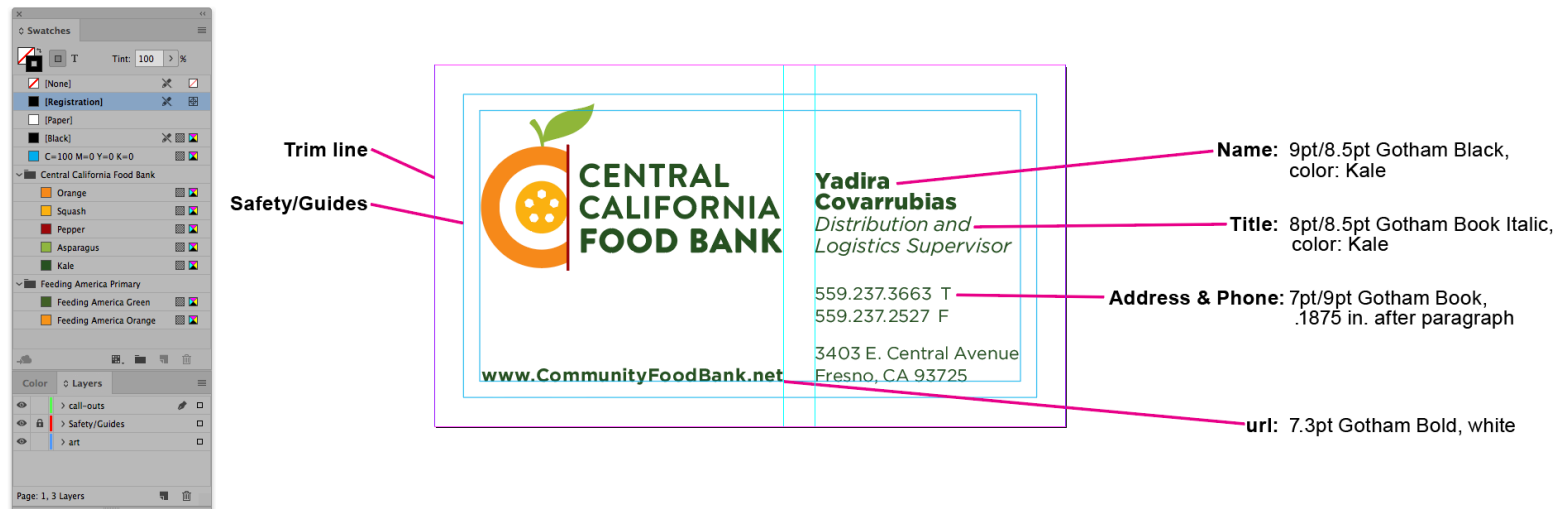 Swatches
T Tint: 100 %
[None]
[Registration]
[Paper]
[Black]
C=100 M=0 Y=0 K=0
Central California Food Bank
Orange
Squash
Pepper
Asparagus
Kale
Feeding America Primary
Feeding America Green
Feeding America Orange
Color Layers
call-outs
Safety/Guides
art
Page: 1, 3 Layers
Trim line
Safety/Guides
CENTRAL
CALIFORNIA
FOOD BANK
www.CommunityFoodBank.net
Yadira
Covarrubias
Distribution and
Logistics Supervisor
559.237.3663 T
559.237.2527 F
3403 E. Central Avenue
Fresno, CA 93725
Name: 9pt/8.5pt Gotham Black,
color: Kale
Title: 8pt/8.5pt Gotham Book Italic,
color: Kale
Address & Phone: 7pt/9pt Gotham Book,
.1875 in. after paragraph
url: 7.3pt Gotham Bold, white